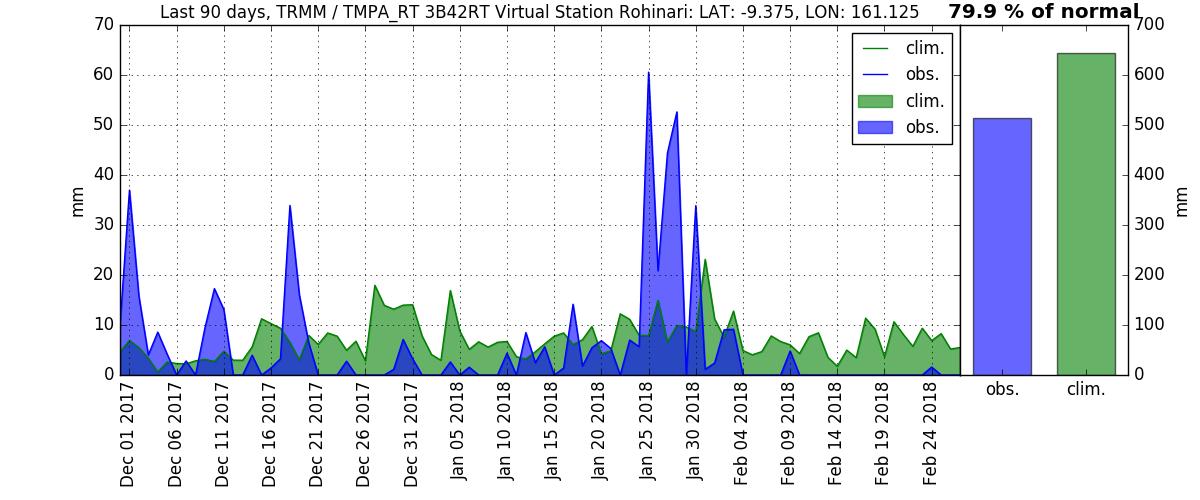 Last 90 days, TRMM / TMPA_RT 3B42RT Virtual Station Rohinari: LAT: -9.375, LON: 161.125
79.9 % of normal
70
60
50
40
30
20
10
0
mm
clim.
obs.
clim.
obs.
Dec 01 2017
Dec 06 2017
Dec 11 2017
Dec 16 2017
Dec 21 2017
Dec 26 2017
Dec 31 2017
Jan 05 2018
Jan 10 2018
Jan 15 2018
Jan 20 2018
Jan 25 2018
Jan 30 2018
Feb 04 2018
Feb 09 2018
Feb 14 2018
Feb 19 2018
Feb 24 2018
obs.
clim.
700
600
500
400
300
200
100
0
mm